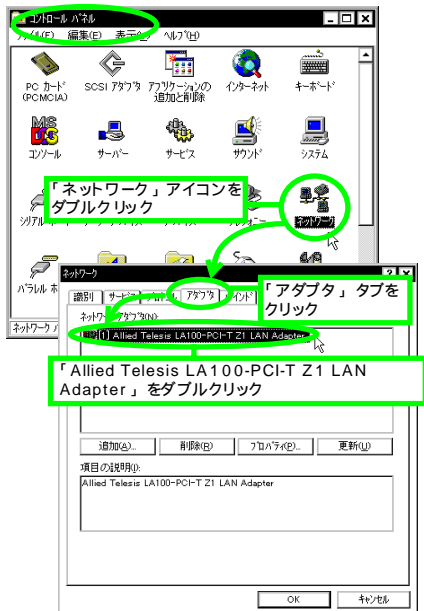 コントロール パネル
編集(E) 表示(V) ヘルプ(H)
PC カード
(PCMCIA)
SCSI アダプタ
アプリケーションの
追加と削除
インターネット
キーボード
コンソール
サーバー
サービス
サウンド
システム
「ネットワーク」アイコンを
ダブルクリック
ネットワーク
ネットワーク
識別
「アダプタ」タブを
クリック
アダプタ
ネットワーク アダプタ(N):
[1] Allied Telesis LA100-PCI-T Z1 LAN Adapter
「Allied Telesis LA100-PCI-T Z1 LAN
Adapter」をダブルクリック
追加(A)...
削除(R)
プロパティ(P)...
更新(U)
項目の説明(I):
Allied Telesis LA100-PCI-T Z1 LAN Adapter
OK
キャンセル